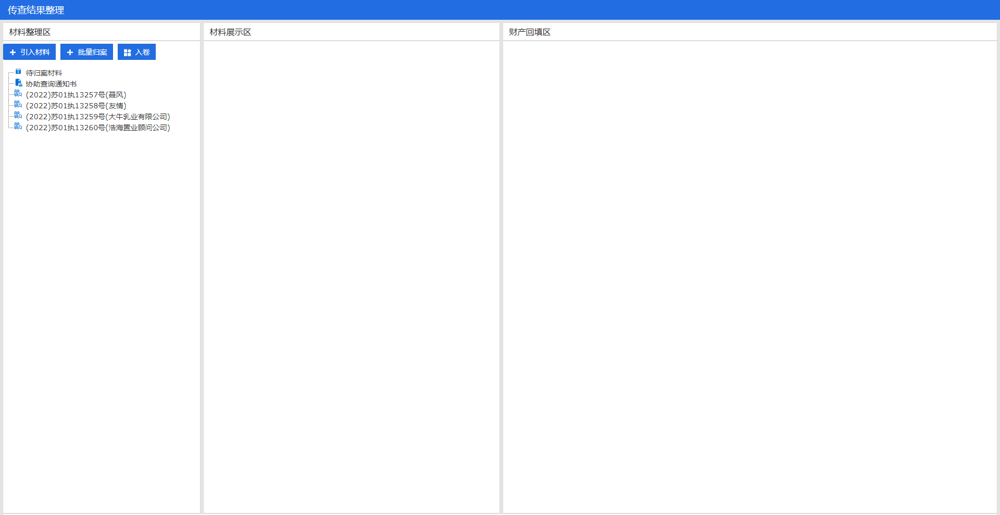 传查结果整理
材料整理区
材料展示区
财产回填区
引入材料
批量归案
入卷
待归案材料
协助查询通知书
(2022)苏01执13257号(聂风)
(2022)苏01执13258号(友情)
(2022)苏01执13259号(大牛乳业有限公司)
(2022)苏01执13260号(浩海置业顾问公司)